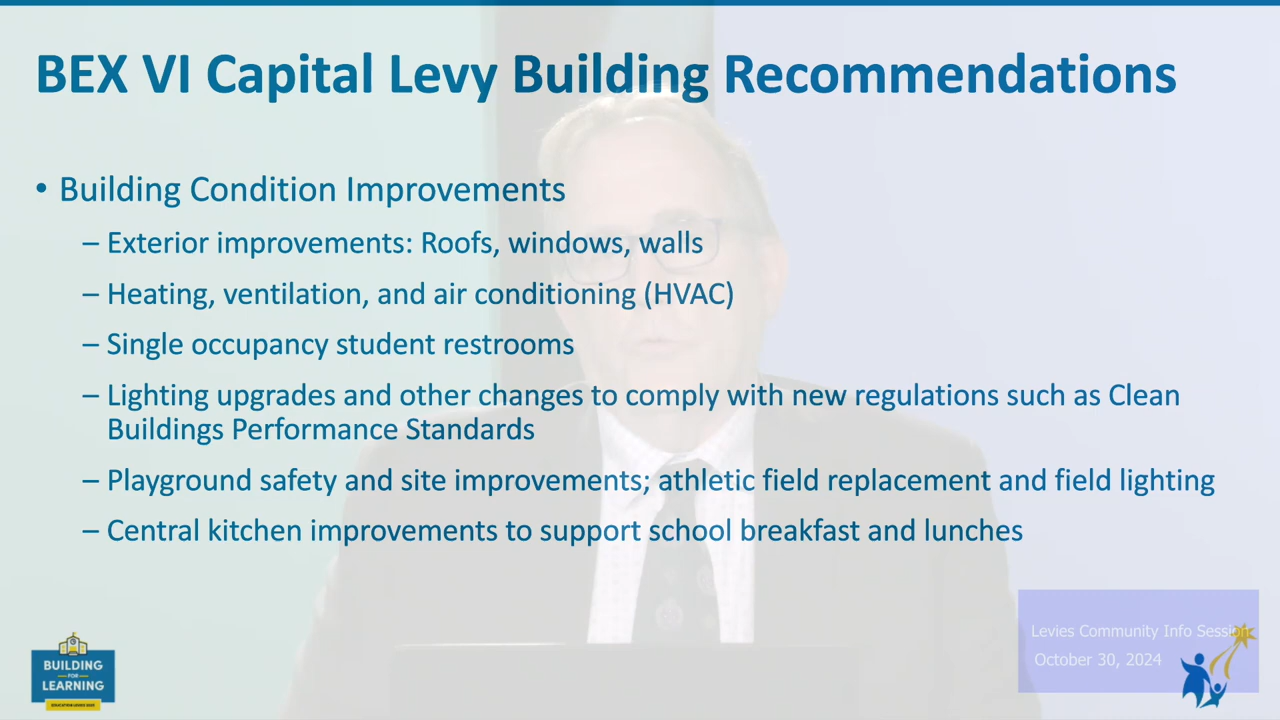 BEX VI Capital Levy Building Recommendations
• Building Condition Improvements
– Exterior improvements: Roofs, windows, walls
– Heating, ventilation, and air conditioning (HVAC)
– Single occupancy student restrooms
– Lighting upgrades and other changes to comply with new regulations such as Clean
Buildings Performance Standards
– Playground safety and site improvements; athletic field replacement and field lighting
– Central kitchen improvements to support school breakfast and lunches
Levies Community Info Session
October 30, 2024
BUILDING
FOR
LEARNING